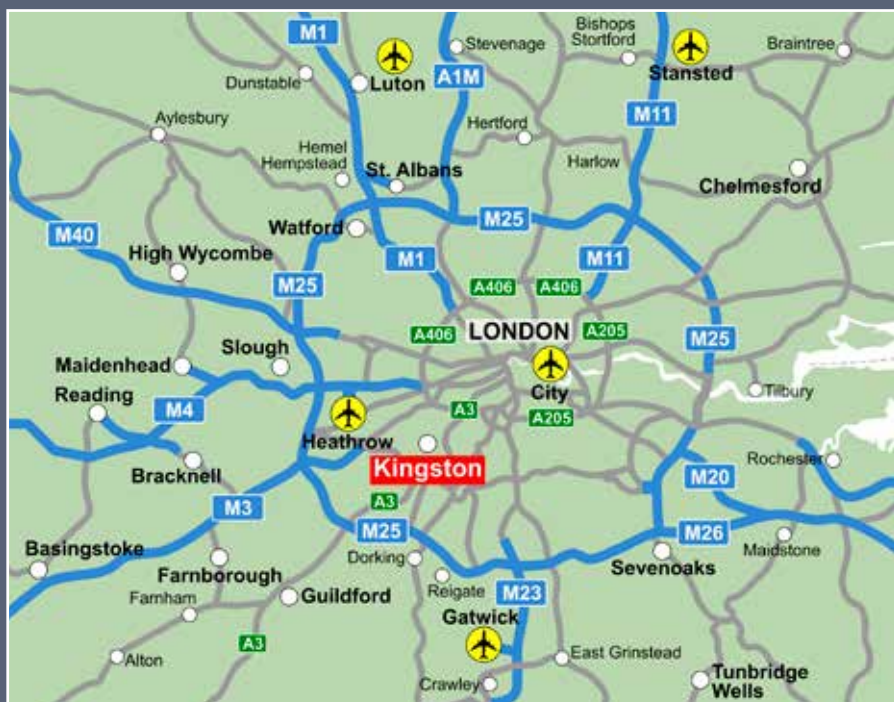 M1
Luton
A1M
Stevenage
Bishops
Stortford
Stansted
Braintree
Dunstable
Aylesbury
Hemel
Hempstead
St. Albans
Hertford
M11
Harlow
Chelmesford
M40
High Wycombe
Watford
M25
M25
M1
M11
A406
A406
A406
LONDON
A205
M25
Maidenhead
Slough
Reading
M4
Heathrow
City
A3
A205
Tilbury
Bracknell
Kingston
Rochester
M3
A3
M20
M25
M26
Basingstoke
Farnborough
Dorking
Sevenoaks
Maidstone
Farnham
Guildford
Reigate
M23
Gatwick
A3
Alton
East Grinstead
Crawley
Tunbridge
Wells